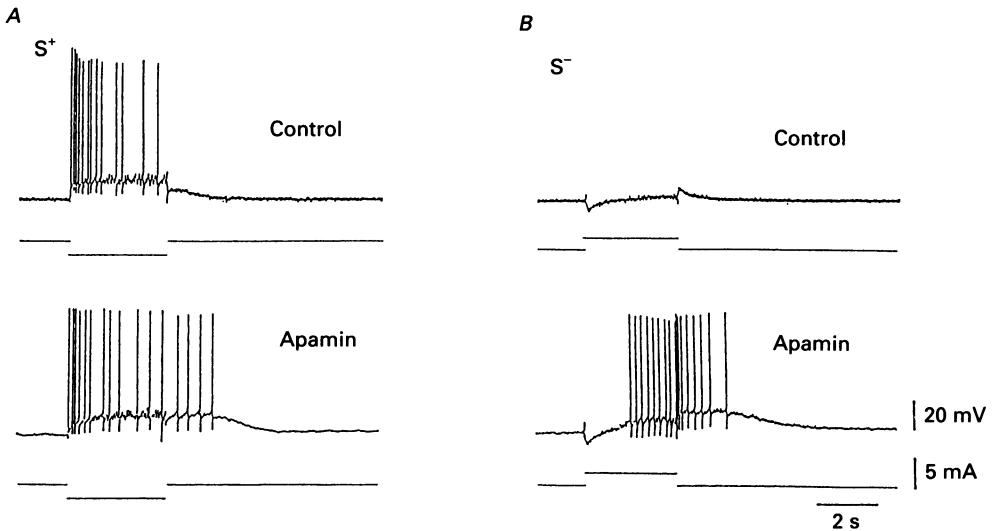 A
S⁺
Control
Apamin
B
S⁻
Control
Apamin
20 mV
5 mA
2 s